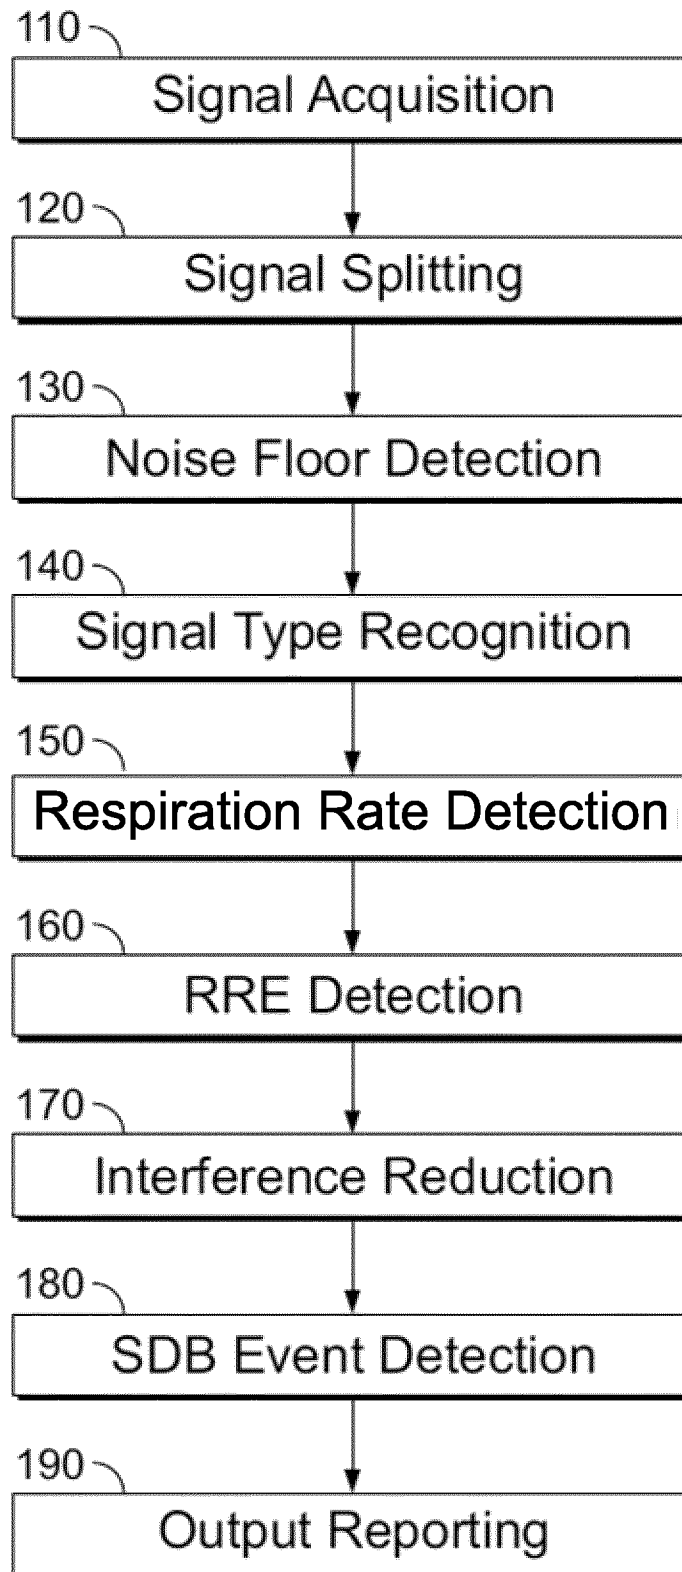 110
Signal Acquisition
120
Signal Splitting
130
Noise Floor Detection
140
Signal Type Recognition
150
Respiration Rate Detection
160
RRE Detection
170
Interference Reduction
180
SDB Event Detection
190
Output Reporting